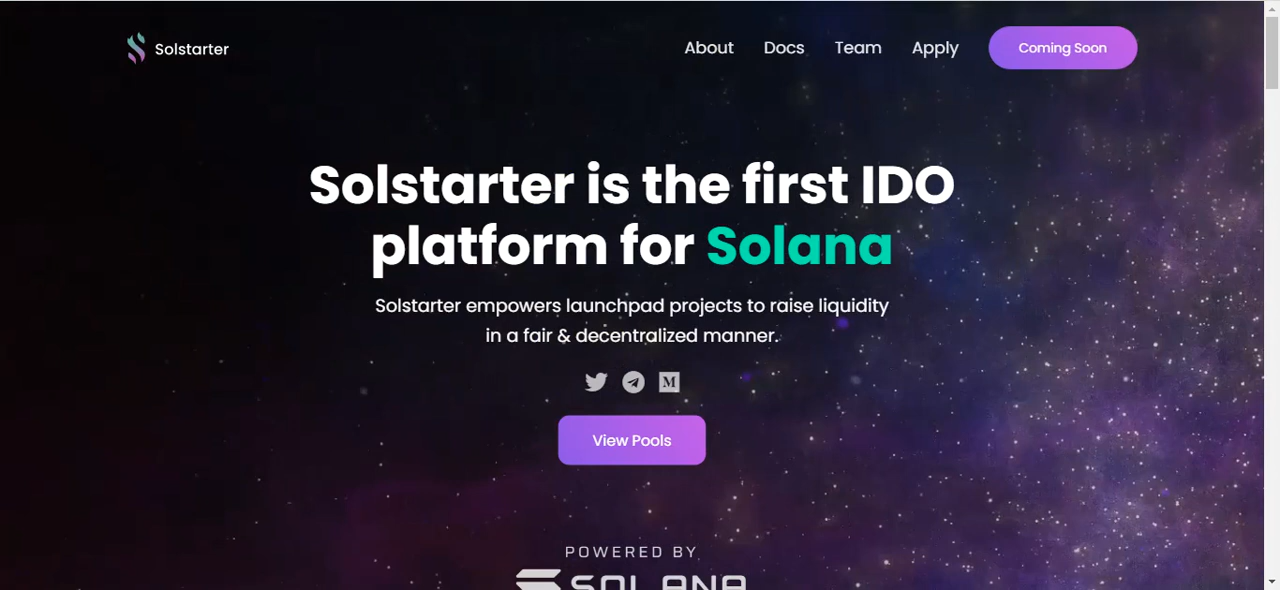 Solstarter
About
Docs
Team
Apply
Coming Soon
Solstarter is the first IDO
platform for Solana
Solstarter empowers launchpad projects to raise liquidity
in a fair & decentralized manner.
M
View Pools
POWERED BY
SOLANA